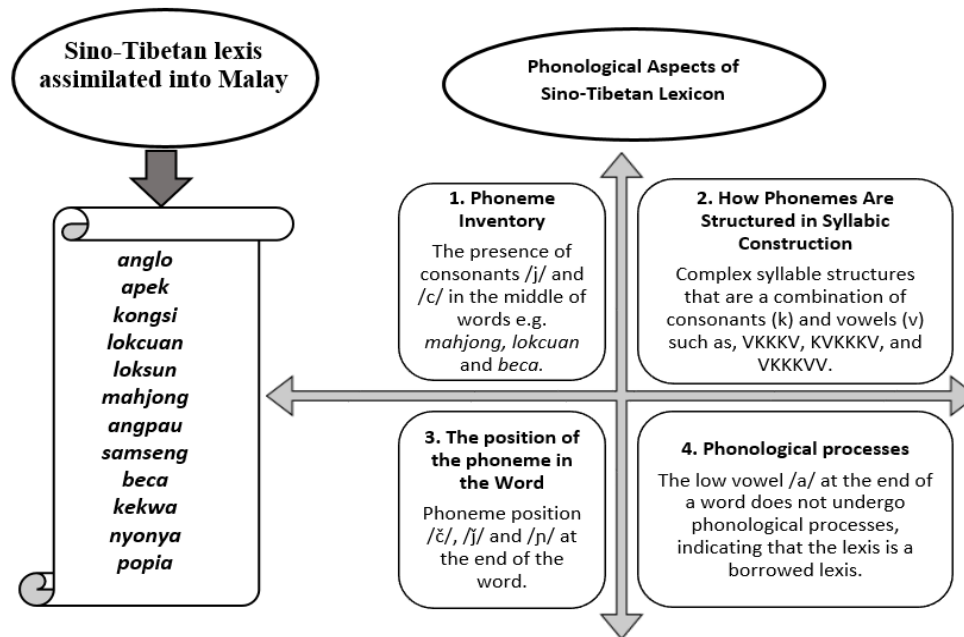 Sino-Tibetan lexis
assimilated into Malay
anglo
apek
kongsi
lokcuan
loksun
mahjong
angpau
samseng
beca
kekwa
nyonya
popia
Phonological Aspects of
Sino-Tibetan Lexicon
1. Phoneme
Inventory
The presence of
consonants /j/ and
/c/ in the middle of
words e.g.
mahjong, lokcuan
and beca.
2. How Phonemes Are
Structured in Syllabic
Construction
Complex syllable structures
that are a combination of
consonants (k) and vowels (v)
such as, VKKKV, KVKKKV, and
VKKKVV.
3. The position of
the phoneme in
the Word
Phoneme position
/č/, /ǰ/ and /ɲ/ at
the end of the
word.
4. Phonological processes
The low vowel /a/ at the end of
a word does not undergo
phonological processes,
indicating that the lexis is a
borrowed lexis.